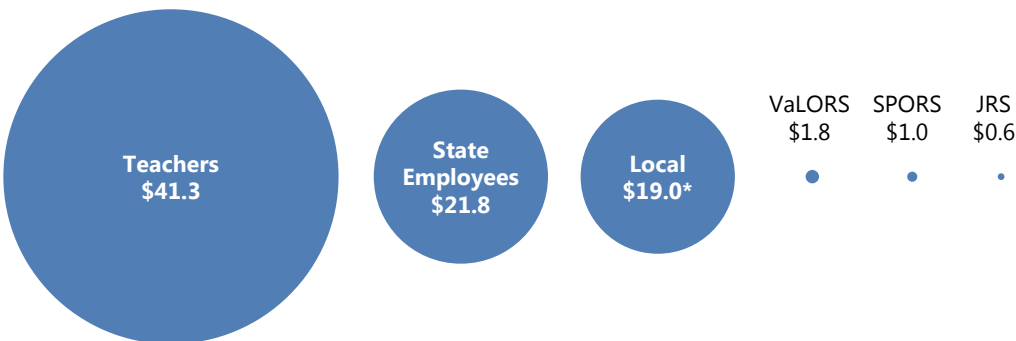 Teachers
$41.3
State
Employees
$21.8
Local
$19.0*
VaLORS
$1.8
SPORS
$1.0
JRS
$0.6